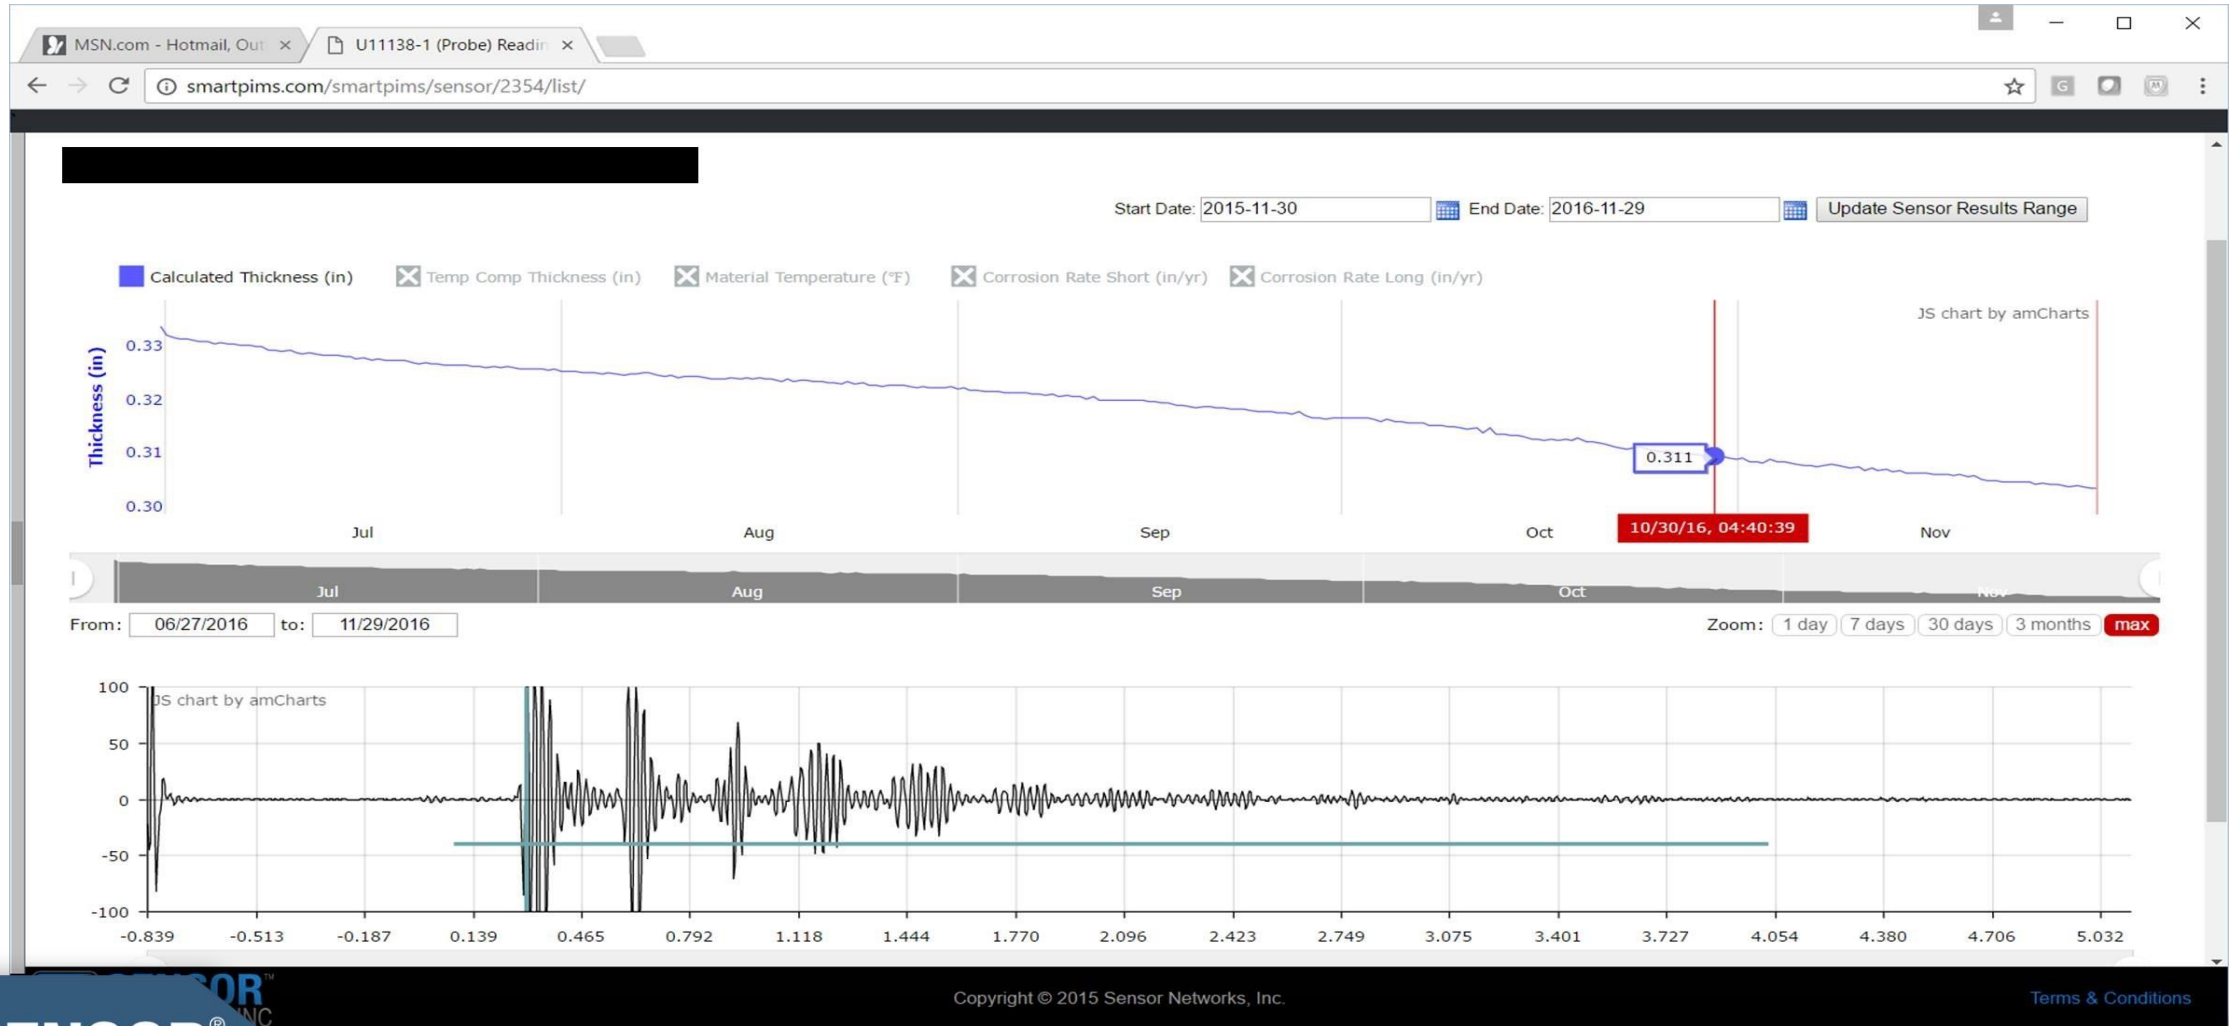 MSN.com - Hotmail, Out
U11138-1 (Probe) Readin
smartpims.com/smartpims/sensor/2354/list/
Start Date: 2015-11-30 End Date: 2016-11-29 Update Sensor Results Range
Calculated Thickness (in) Temp Comp Thickness (in) Material Temperature (°F) Corrosion Rate Short (in/yr) Corrosion Rate Long (in/yr)
JS chart by amCharts
Thickness (in)
0.33
0.32
0.31
0.30
0.311
Jul Aug Sep Oct 10/30/16, 04:40:39 Nov
Jul Aug Sep Oct Nov
From: 06/27/2016 to: 11/29/2016 Zoom: 1 day 7 days 30 days 3 months max
JS chart by amCharts
100
50
0
-50
-100
-0.839 -0.513 -0.187 0.139 0.465 0.792 1.118 1.444 1.770 2.096 2.423 2.749 3.075 3.401 3.727 4.054 4.380 4.706 5.032
Copyright © 2015 Sensor Networks, Inc. Terms & Conditions